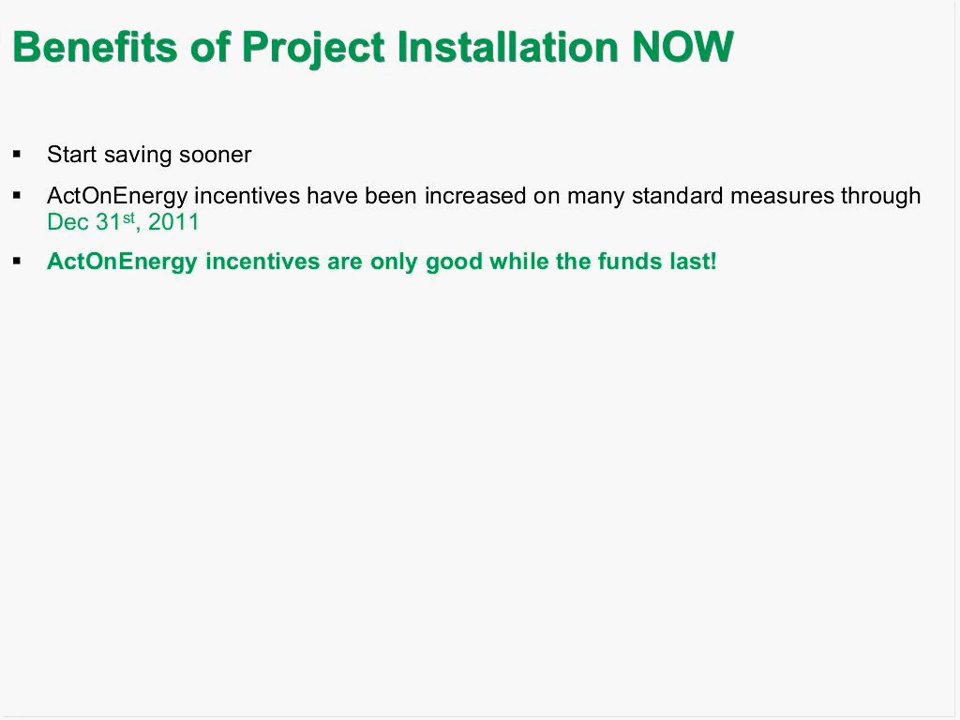 Benefits of Project Installation NOW
▪ Start saving sooner
▪ ActOnEnergy incentives have been increased on many standard measures through
Dec 31st, 2011
▪ ActOnEnergy incentives are only good while the funds last!